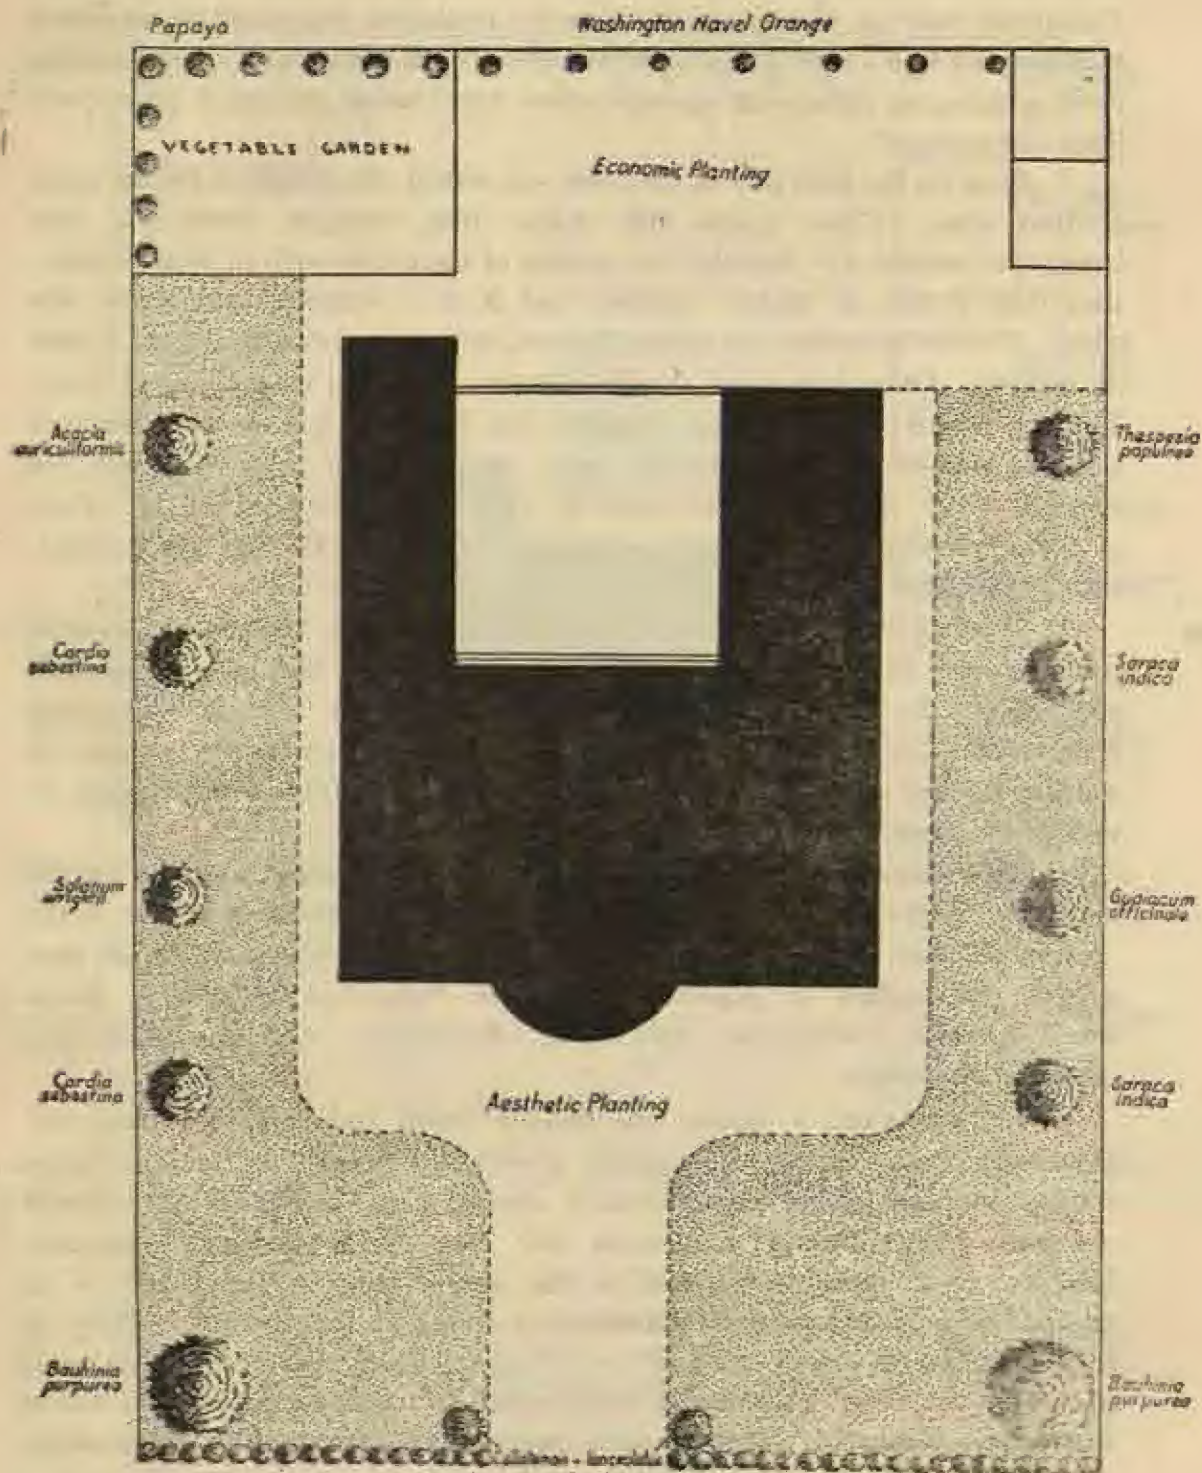 Papaya
Washington Navel Orange
VEGETABLE GARDEN
Economic Planting
Acacia
auriculiformis
Thespesia
populnea
Cordia
sebestina
Saraca
indica
Solanum
Guaiacum
officinale
Cordia
sebestina
Saraca
indica
Aesthetic Planting
Bauhinia
purpurea
Bauhinia
purpurea